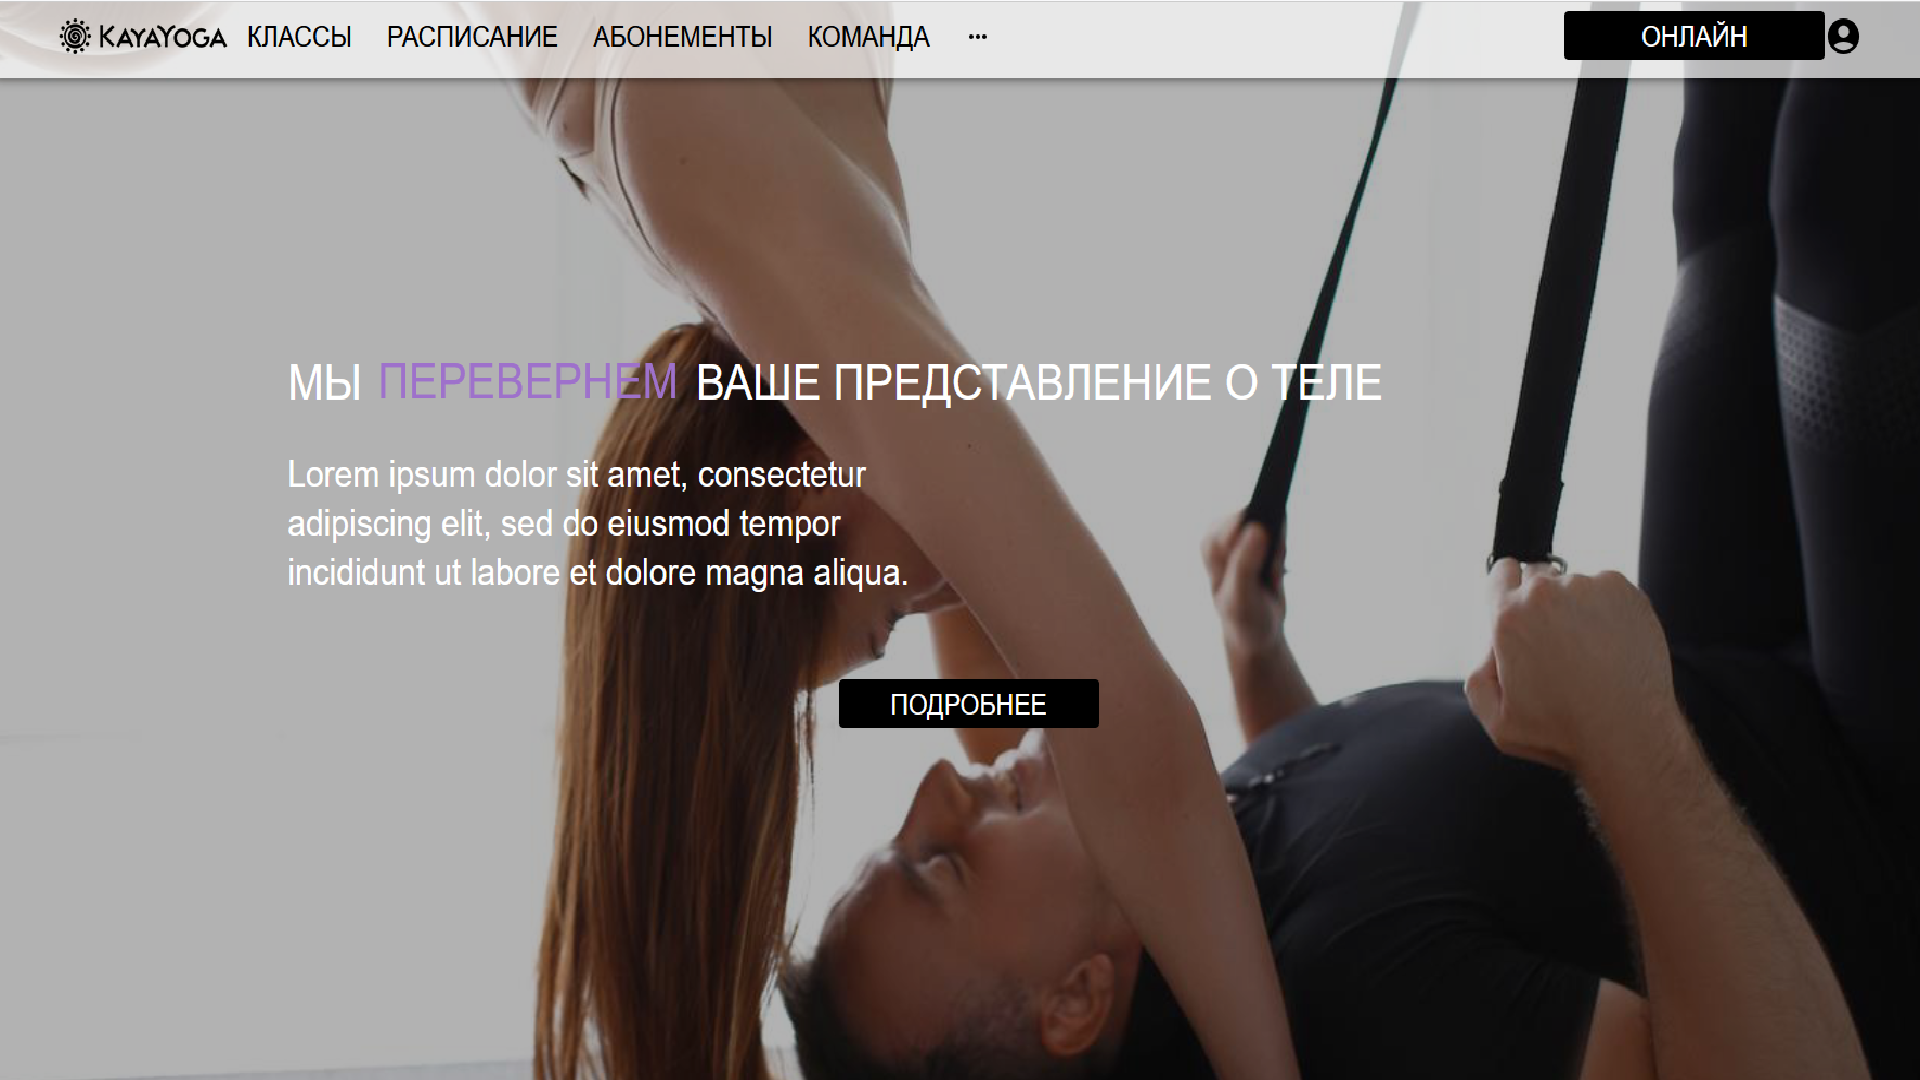 KAYAYOGA КЛАССЫ РАСПИСАНИЕ АБОНЕМЕНТЫ КОМАНДА ••• ОНЛАЙН
МЫ ПЕРЕВЕРНЕМ ВАШЕ ПРЕДСТАВЛЕНИЕ О ТЕЛЕ
Lorem ipsum dolor sit amet, consectetur
adipiscing elit, sed do eiusmod tempor
incididunt ut labore et dolore magna aliqua.
ПОДРОБНЕЕ